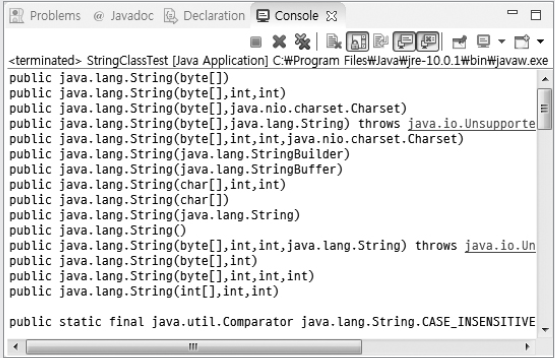 Problems @ Javadoc Declaration Console
<terminated> StringClassTest [Java Application] C:₩Program Files₩Java₩jre-10.0.1₩bin₩javaw.exe
public java.lang.String(byte[])
public java.lang.String(byte[],int,int)
public java.lang.String(byte[],java.nio.charset.Charset)
public java.lang.String(byte[],java.lang.String) throws java.io.Unsupporte
public java.lang.String(byte[],int,int,java.nio.charset.Charset)
public java.lang.String(java.lang.StringBuilder)
public java.lang.String(java.lang.StringBuffer)
public java.lang.String(char[],int,int)
public java.lang.String(char[])
public java.lang.String(java.lang.String)
public java.lang.String()
public java.lang.String(byte[],int,int,java.lang.String) throws java.io.Un
public java.lang.String(byte[],int)
public java.lang.String(byte[],int,int,int)
public java.lang.String(int[],int,int)
public static final java.util.Comparator java.lang.String.CASE_INSENSITIVE